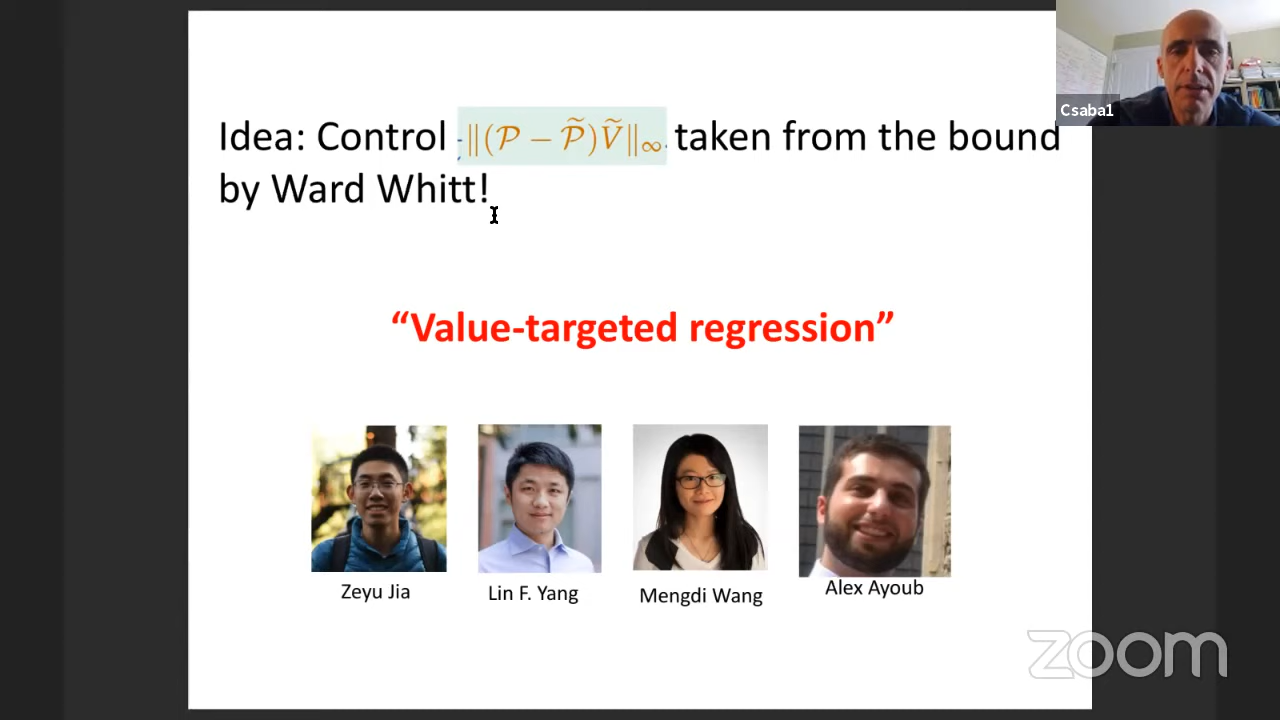 Idea: Control ‖(𝒫 − 𝒫̃)Ṽ‖∞ taken from the bound
by Ward Whitt!
Csaba1
“Value-targeted regression”
Zeyu Jia
Lin F. Yang
Mengdi Wang
Alex Ayoub
zoom